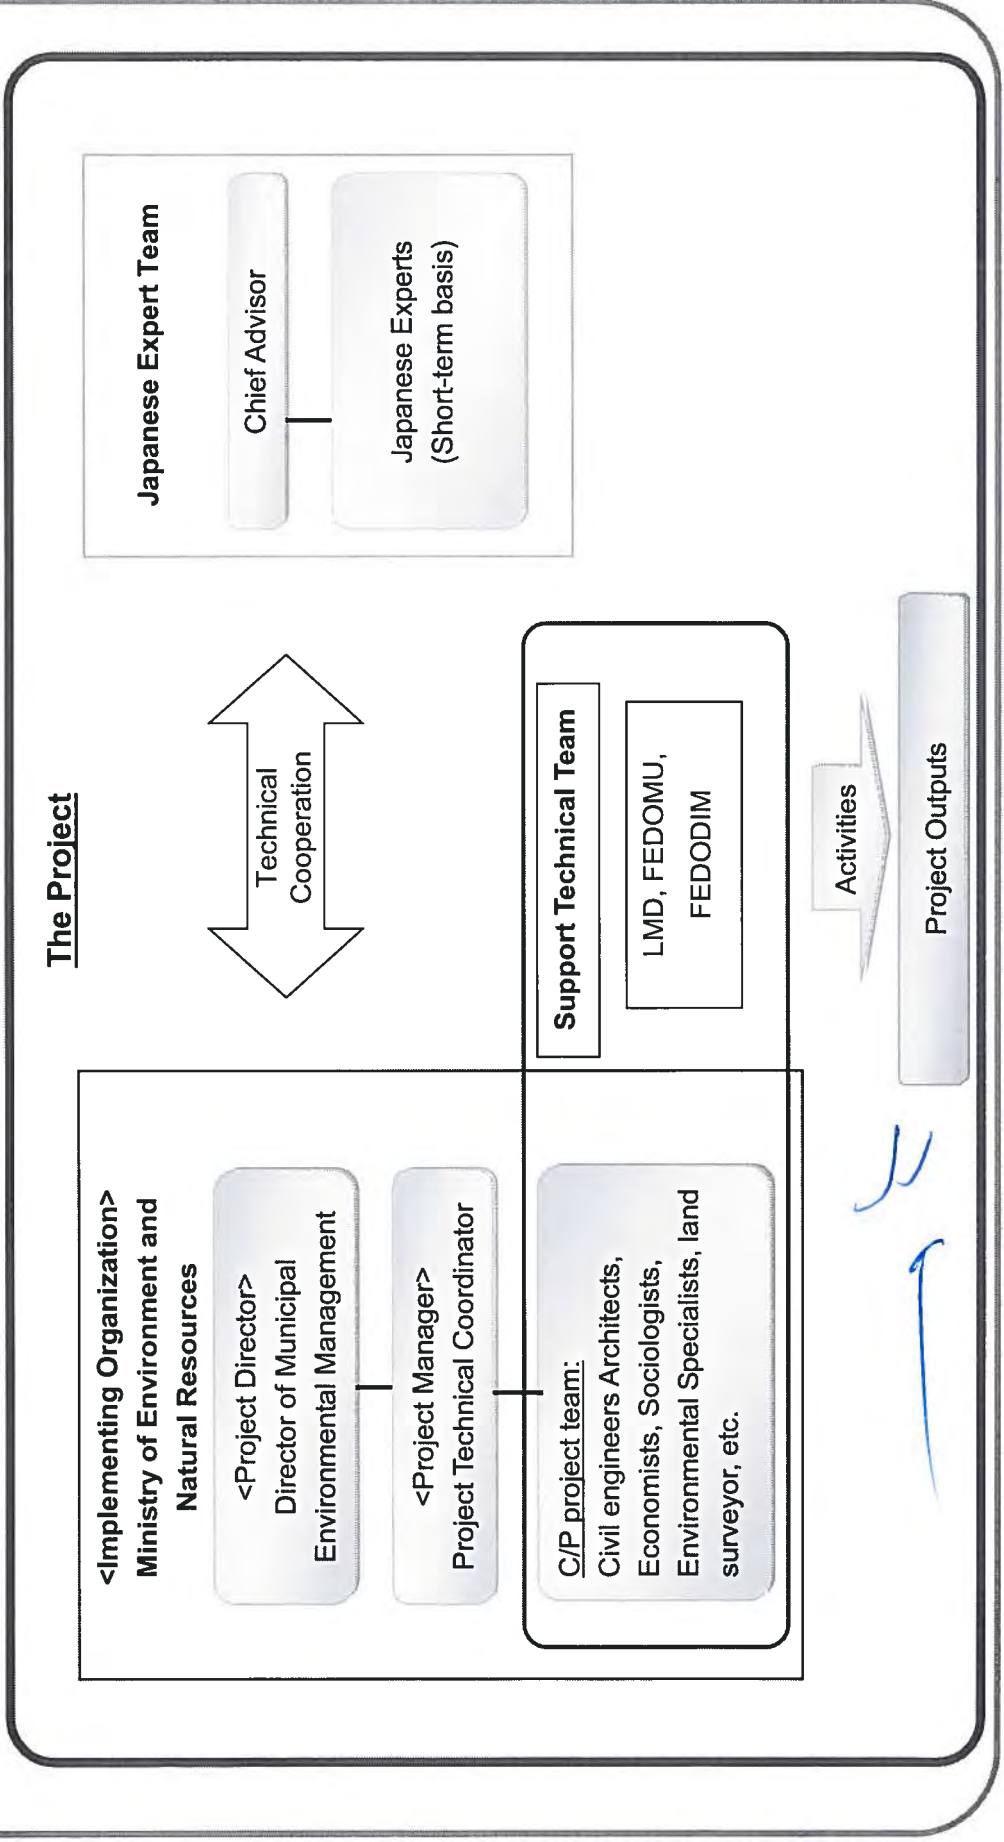 The Project
<Implementing Organization>
Ministry of Environment and
Natural Resources
<Project Director>
Director of Municipal
Environmental Management
<Project Manager>
Project Technical Coordinator
C/P project team:
Civil engineers Architects,
Economists, Sociologists,
Environmental Specialists, land
surveyor, etc.
Technical
Cooperation
Japanese Expert Team
Chief Advisor
Japanese Experts
(Short-term basis)
Support Technical Team
LMD, FEDOMU,
FEDODIM
Activities
Project Outputs